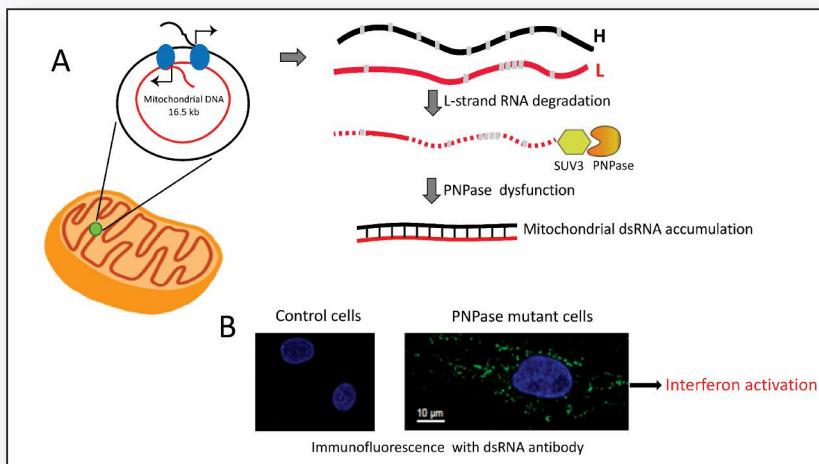 A
Mitochondrial DNA
16.5 kb
H
L
L-strand RNA degradation
SUV3 PNPase
PNPase dysfunction
Mitochondrial dsRNA accumulation
B
Control cells
PNPase mutant cells
10 µm
Interferon activation
Immunofluorescence with dsRNA antibody